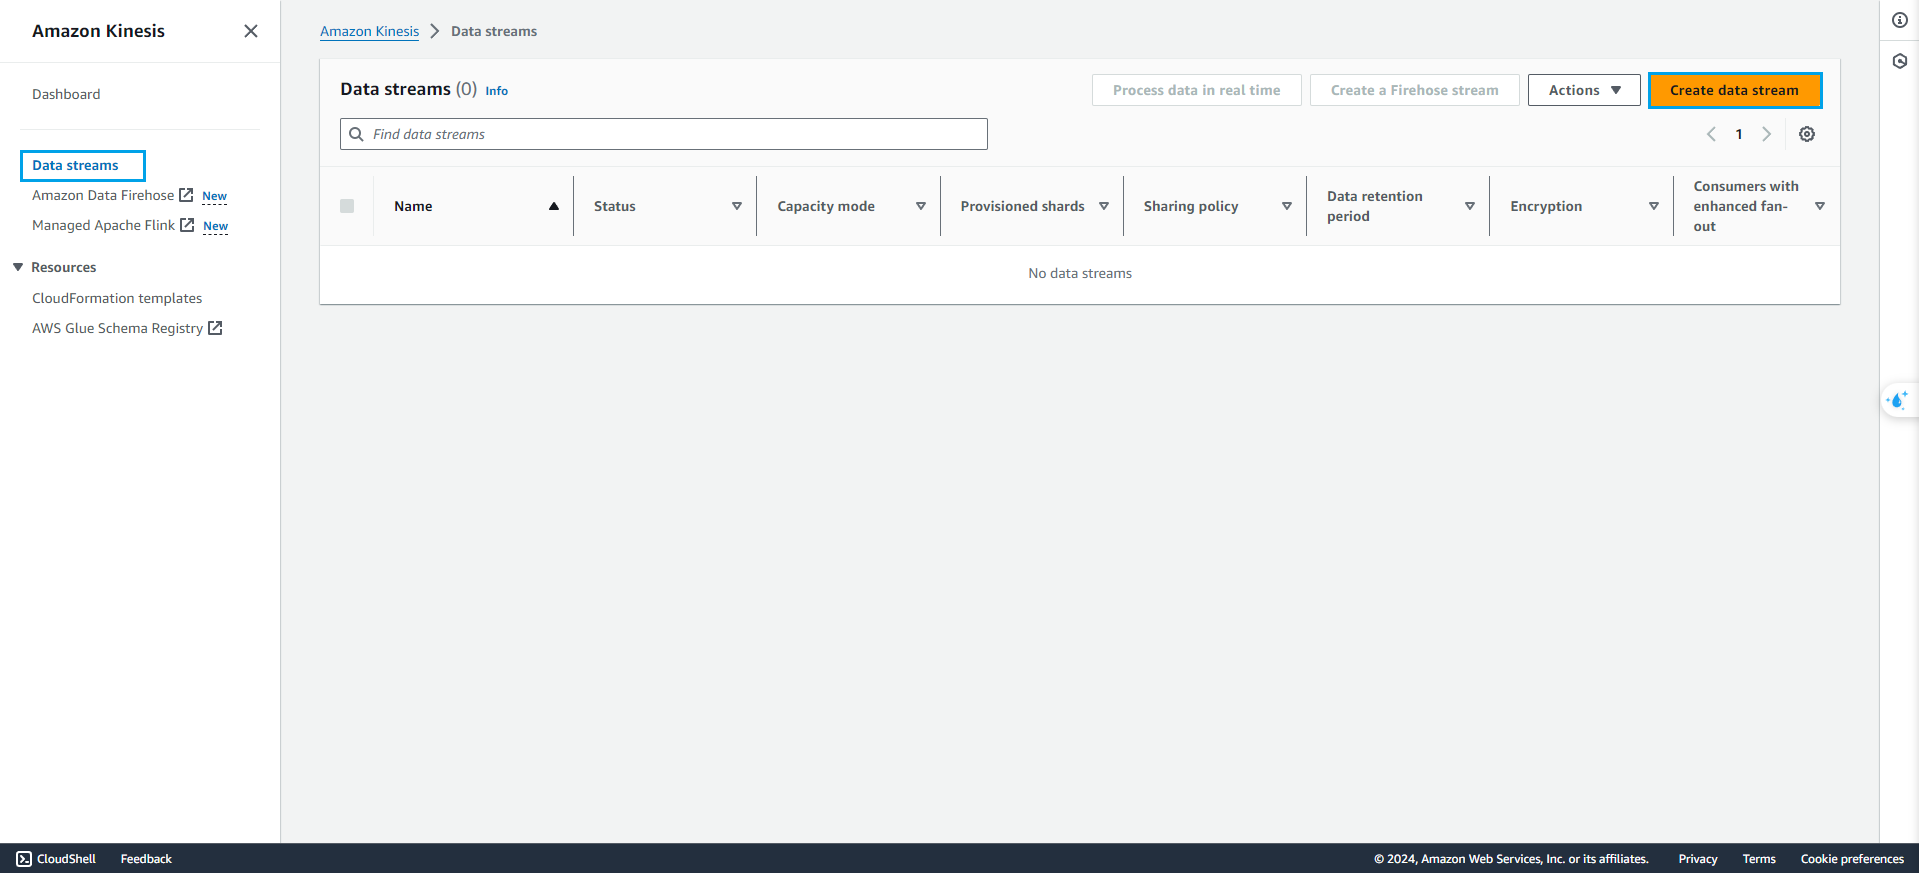 Amazon Kinesis
Dashboard
Data streams
Amazon Data Firehose New
Managed Apache Flink New
Resources
CloudFormation templates
AWS Glue Schema Registry
Amazon Kinesis Data streams
Data streams (0) Info
Process data in real time
Create a Firehose stream
Actions
Create data stream
Find data streams
1
Name
Status
Capacity mode
Provisioned shards
Sharing policy
Data retention
period
Encryption
Consumers with
enhanced fan-
out
No data streams
CloudShell Feedback
© 2024, Amazon Web Services, Inc. or its affiliates. Privacy Terms Cookie preferences